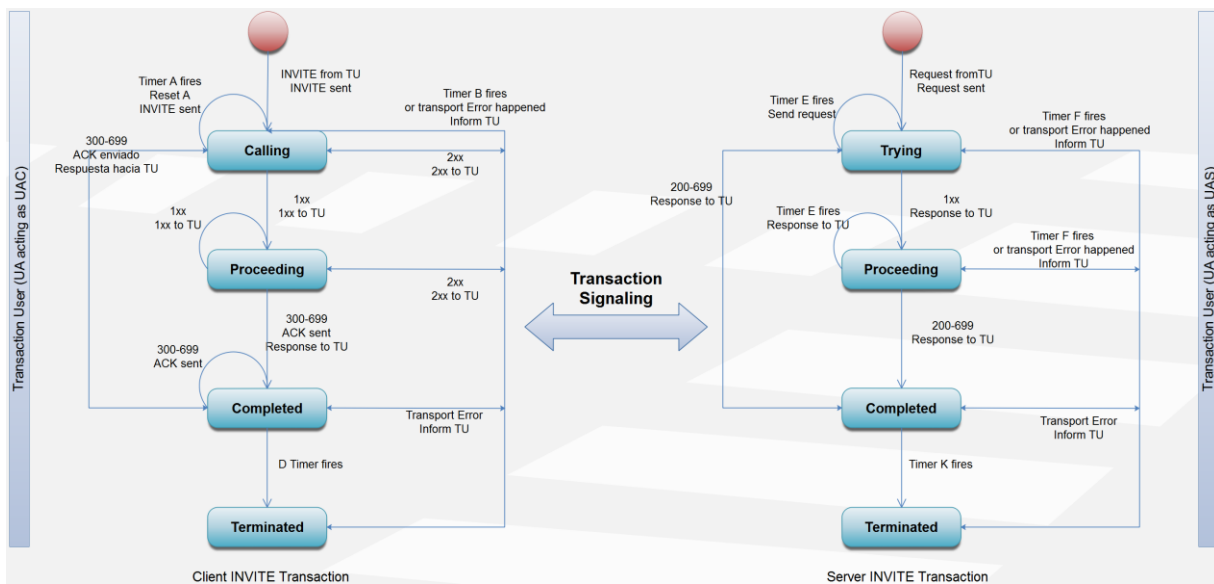 Transaction User (UA acting as UAC)
INVITE from TU
INVITE sent
Timer A fires
Reset A
INVITE sent
Timer B fires
or transport Error happened
Inform TU
300-699
ACK enviado
Respuesta hacia TU
Calling
2xx
2xx to TU
1xx
1xx to TU
1xx
1xx to TU
Proceeding
2xx
2xx to TU
300-699
ACK sent
Response to TU
300-699
ACK sent
Completed
Transport Error
Inform TU
D Timer fires
Terminated
Client INVITE Transaction
Transaction
Signaling
Request fromTU
Request sent
Timer E fires
Send request
Timer F fires
or transport Error happened
Inform TU
Trying
200-699
Response to TU
1xx
Response to TU
Timer E fires
Response to TU
Timer F fires
or transport Error happened
Inform TU
Proceeding
200-699
Response to TU
Completed
Transport Error
Inform TU
Timer K fires
Terminated
Server INVITE Transaction
Transaction User (UA acting as UAS)